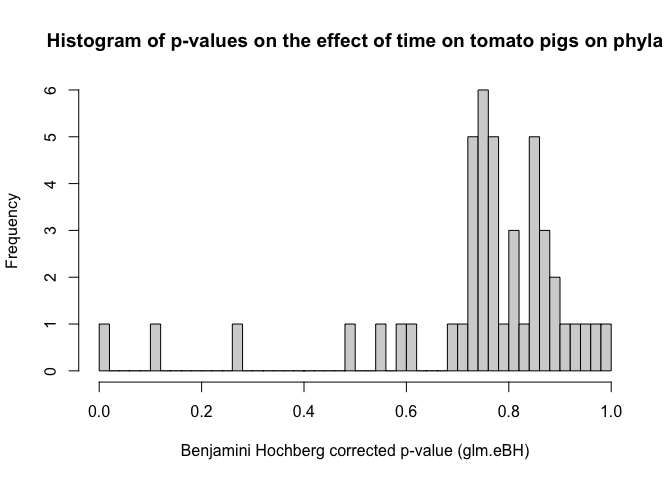 Histogram of p-values on the effect of time on tomato pigs on phyla
Frequency
6
5
4
3
2
1
0
0.0 0.2 0.4 0.6 0.8 1.0
Benjamini Hochberg corrected p-value (glm.eBH)